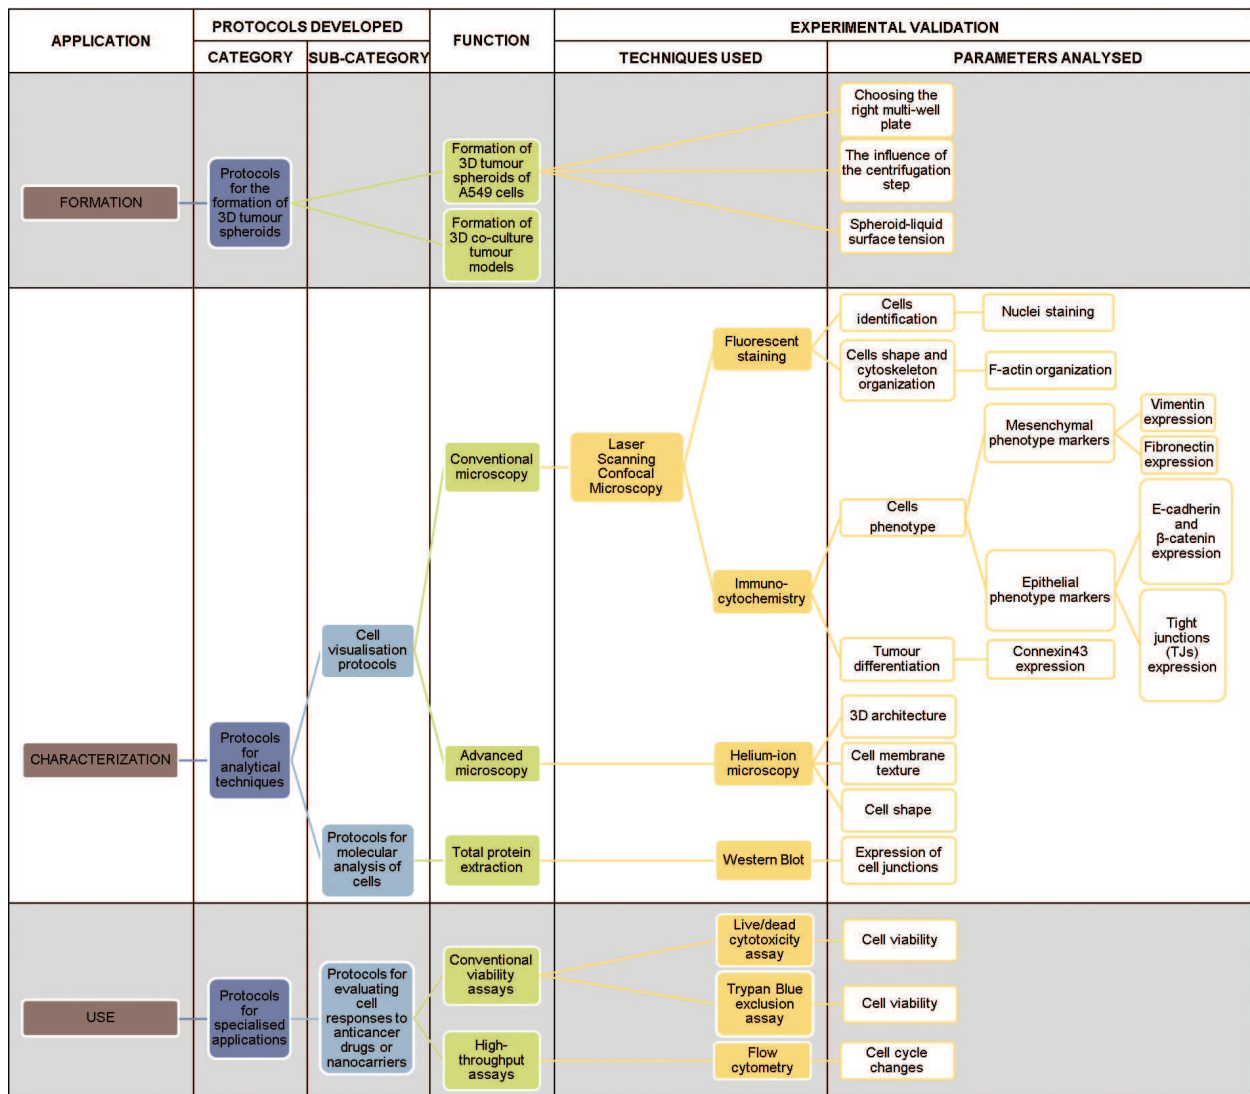 APPLICATION
PROTOCOLS DEVELOPED
CATEGORY
SUB-CATEGORY
FUNCTION
EXPERIMENTAL VALIDATION
TECHNIQUES USED
PARAMETERS ANALYSED
FORMATION
Protocols
for the
formation of
3D tumour
spheroids
Formation of
3D tumour
spheroids of
A549 cells
Formation of
3D co-culture
tumour
models
Choosing the
right multi-well
plate
The influence of
the centrifugation
step
Spheroid-liquid
surface tension
CHARACTERIZATION
Protocols
for
analytical
techniques
Cell
visualisation
protocols
Protocols for
molecular
analysis of
cells
Conventional
microscopy
Advanced
microscopy
Total protein
extraction
Laser
Scanning
Confocal
Microscopy
Fluorescent
staining
Immuno-
cytochemistry
Helium-ion
microscopy
Western Blot
Cells
identification
Nuclei staining
Cells shape and
cytoskeleton
organization
F-actin organization
Cells
phenotype
Mesenchymal
phenotype markers
Vimentin
expression
Fibronectin
expression
Epithelial
phenotype markers
E-cadherin
and
β-catenin
expression
Tight
junctions
(TJs)
expression
Tumour
differentiation
Connexin43
expression
3D architecture
Cell membrane
texture
Cell shape
Expression of
cell junctions
USE
Protocols
for
specialised
applications
Protocols for
evaluating cell
responses to
anticancer
drugs or
nanocarriers
Conventional
viability
assays
High-
throughput
assays
Live/dead
cytotoxicity
assay
Trypan Blue
exclusion
assay
Flow
cytometry
Cell viability
Cell viability
Cell cycle
changes